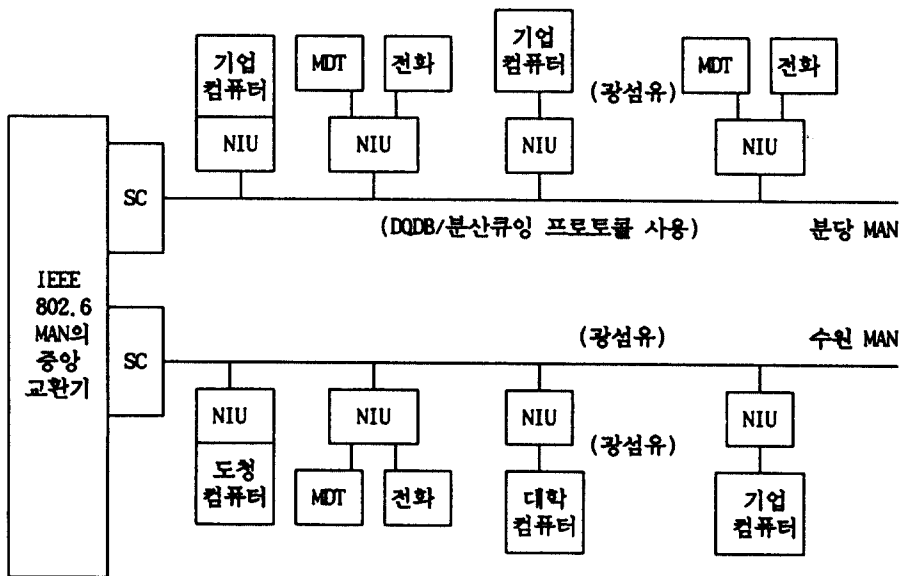 기업
컴퓨터
NIU
MDT
전화
NIU
기업
컴퓨터
NIU
(광섬유)
MDT
전화
NIU
SC
(DQDB/분산큐잉 프로토콜 사용)
분당 MAN
IEEE
802.6
MAN의
중앙
교환기
SC
(광섬유)
수원 MAN
NIU
도청
컴퓨터
NIU
MDT
전화
NIU
대학
컴퓨터
(광섬유)
NIU
기업
컴퓨터